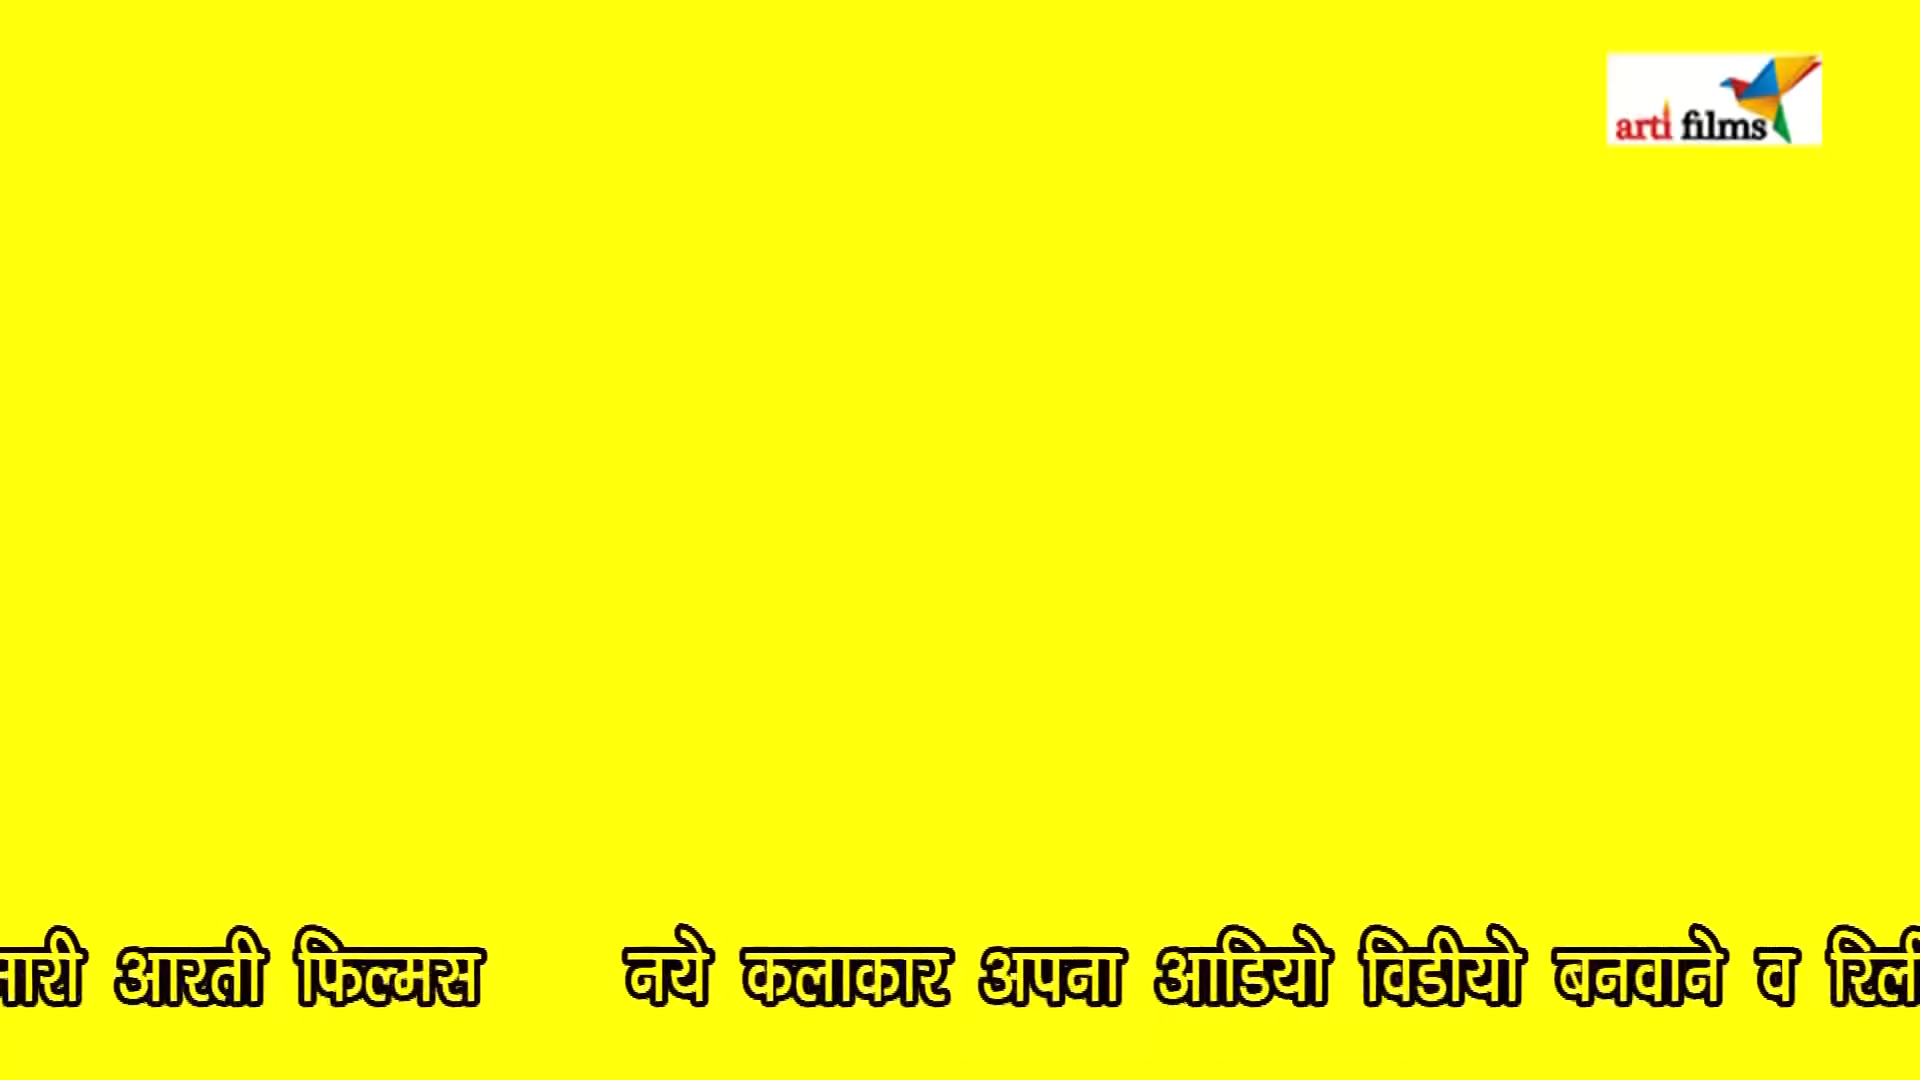 arti films
आरती फिल्मस नये कलाकार अपना आडियो विडीयो बनवाने व